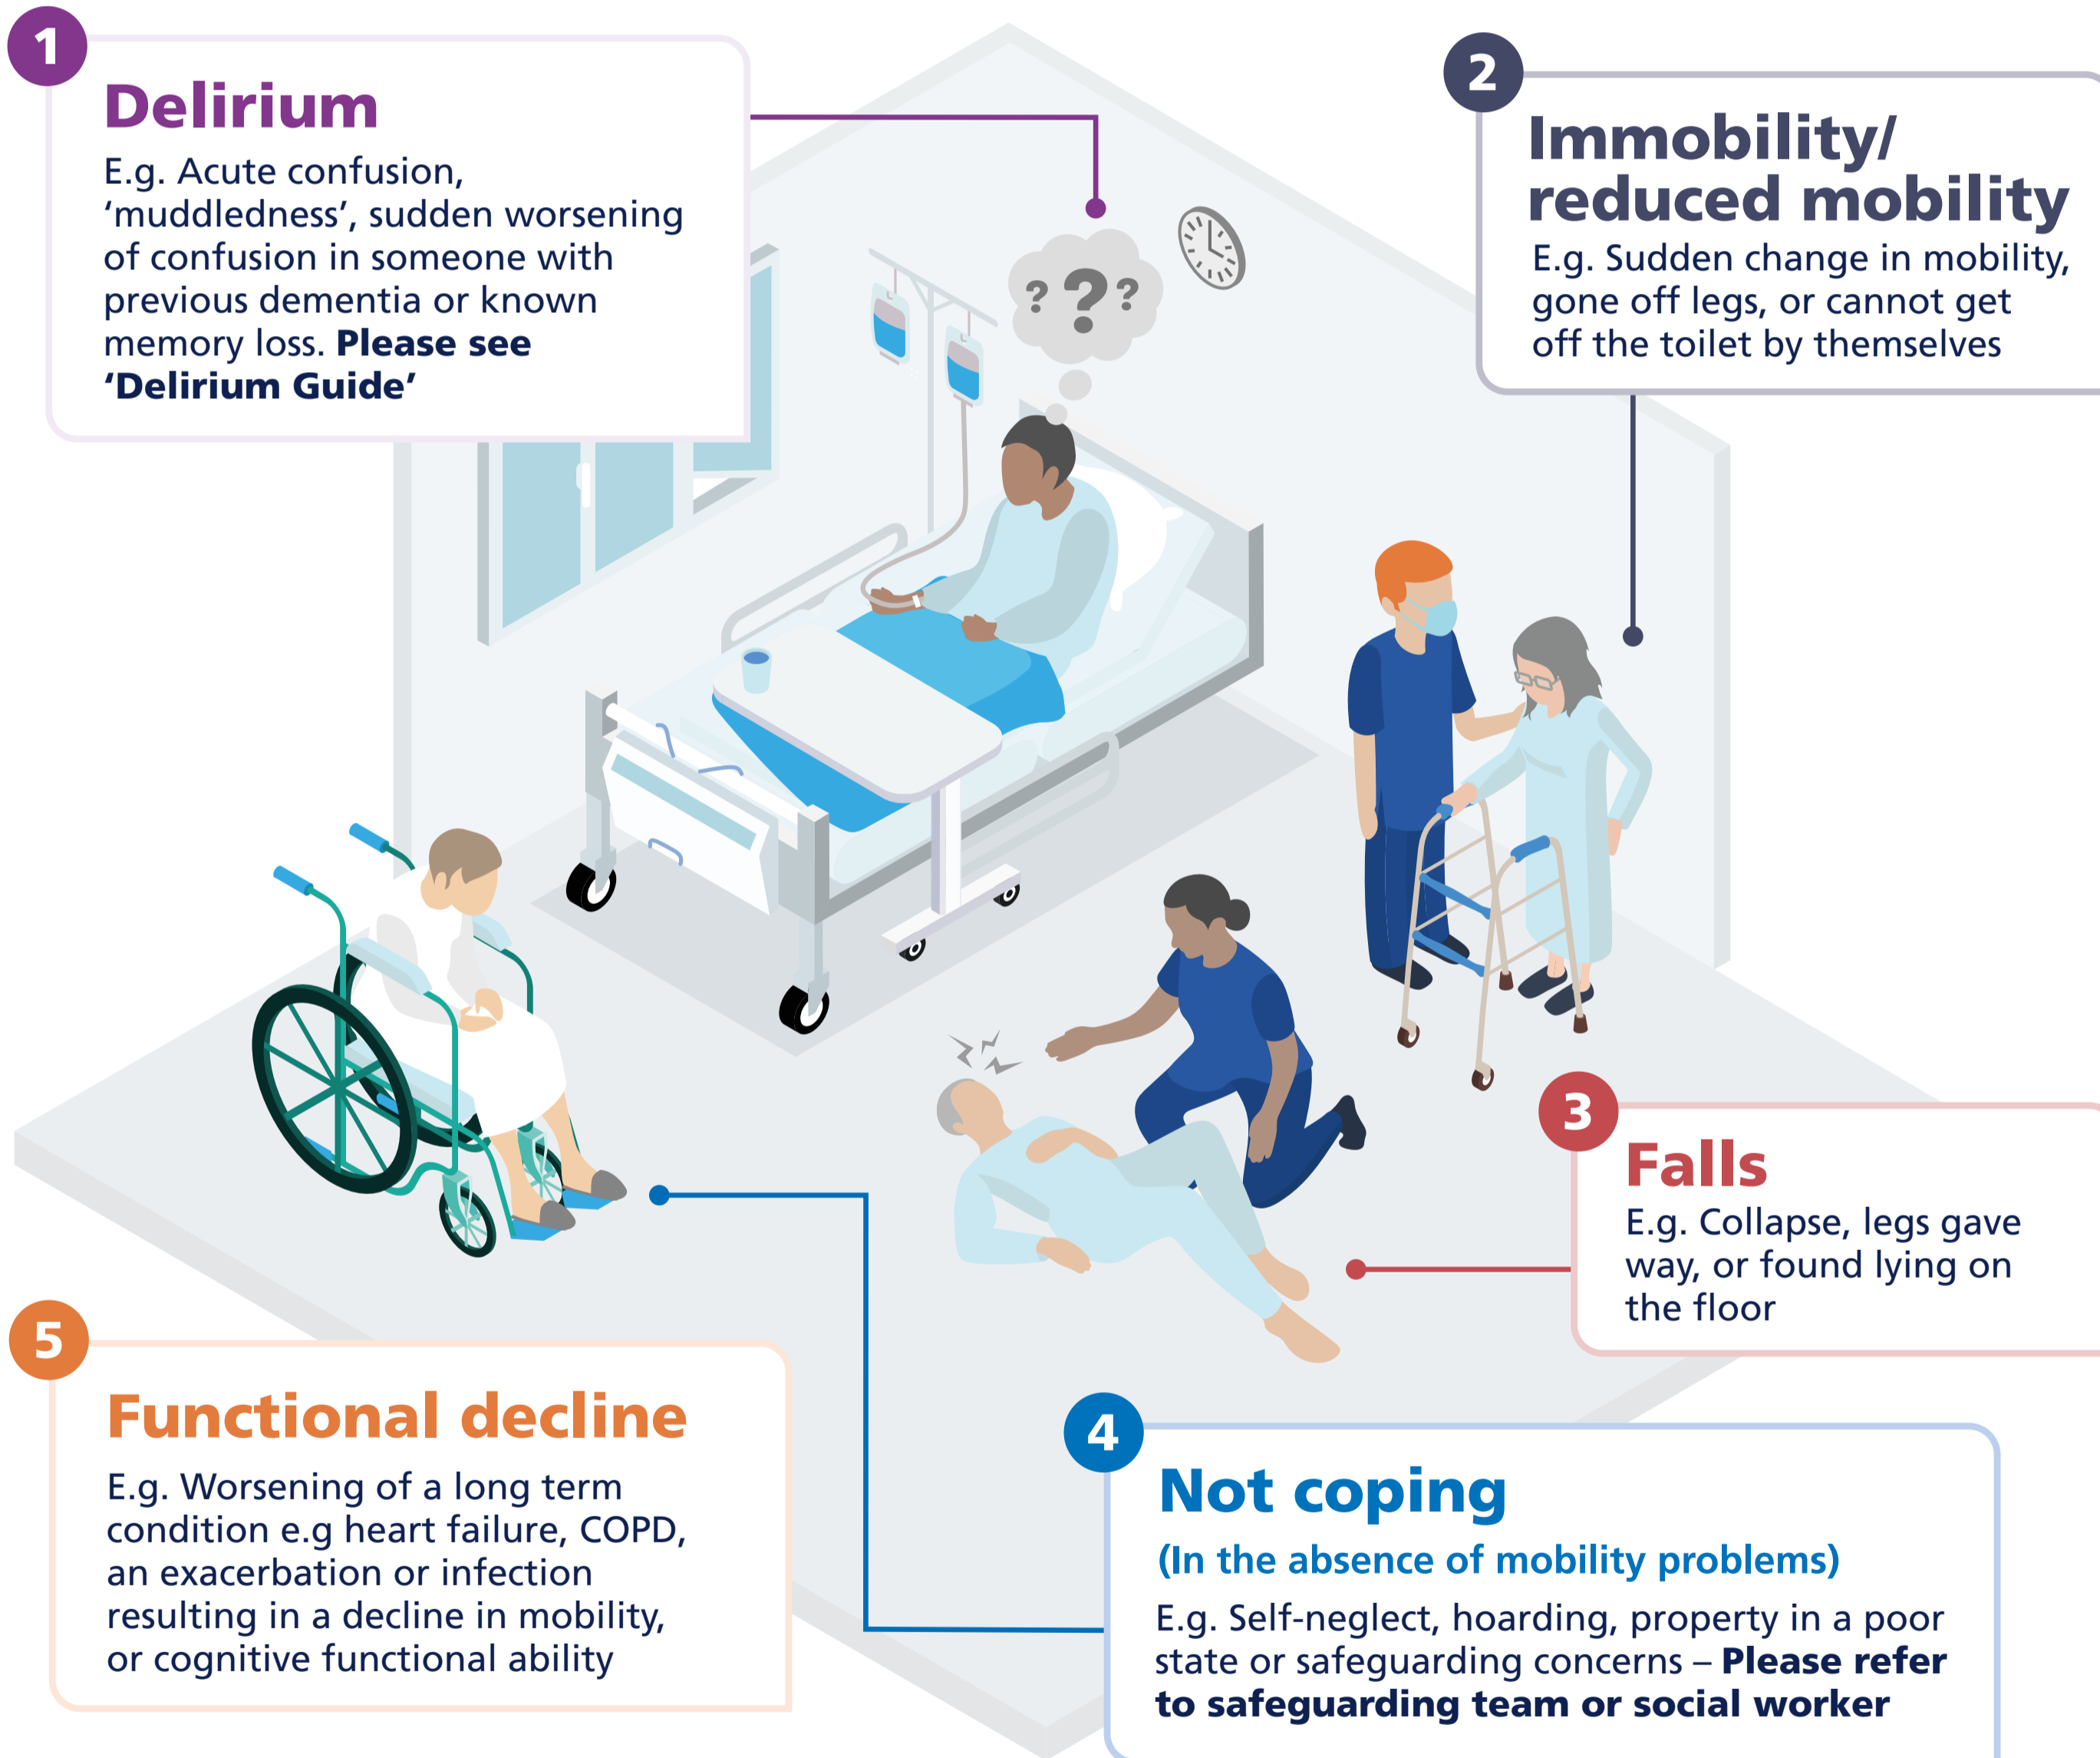 1
Delirium
E.g. Acute confusion,
‘muddledness’, sudden worsening
of confusion in someone with
previous dementia or known
memory loss. Please see
‘Delirium Guide’
2
Immobility/
reduced mobility
E.g. Sudden change in mobility,
gone off legs, or cannot get
off the toilet by themselves
? ? ?
3
Falls
E.g. Collapse, legs gave
way, or found lying on
the floor
4
Not coping
(In the absence of mobility problems)
E.g. Self-neglect, hoarding, property in a poor
state or safeguarding concerns – Please refer
to safeguarding team or social worker
5
Functional decline
E.g. Worsening of a long term
condition e.g heart failure, COPD,
an exacerbation or infection
resulting in a decline in mobility,
or cognitive functional ability